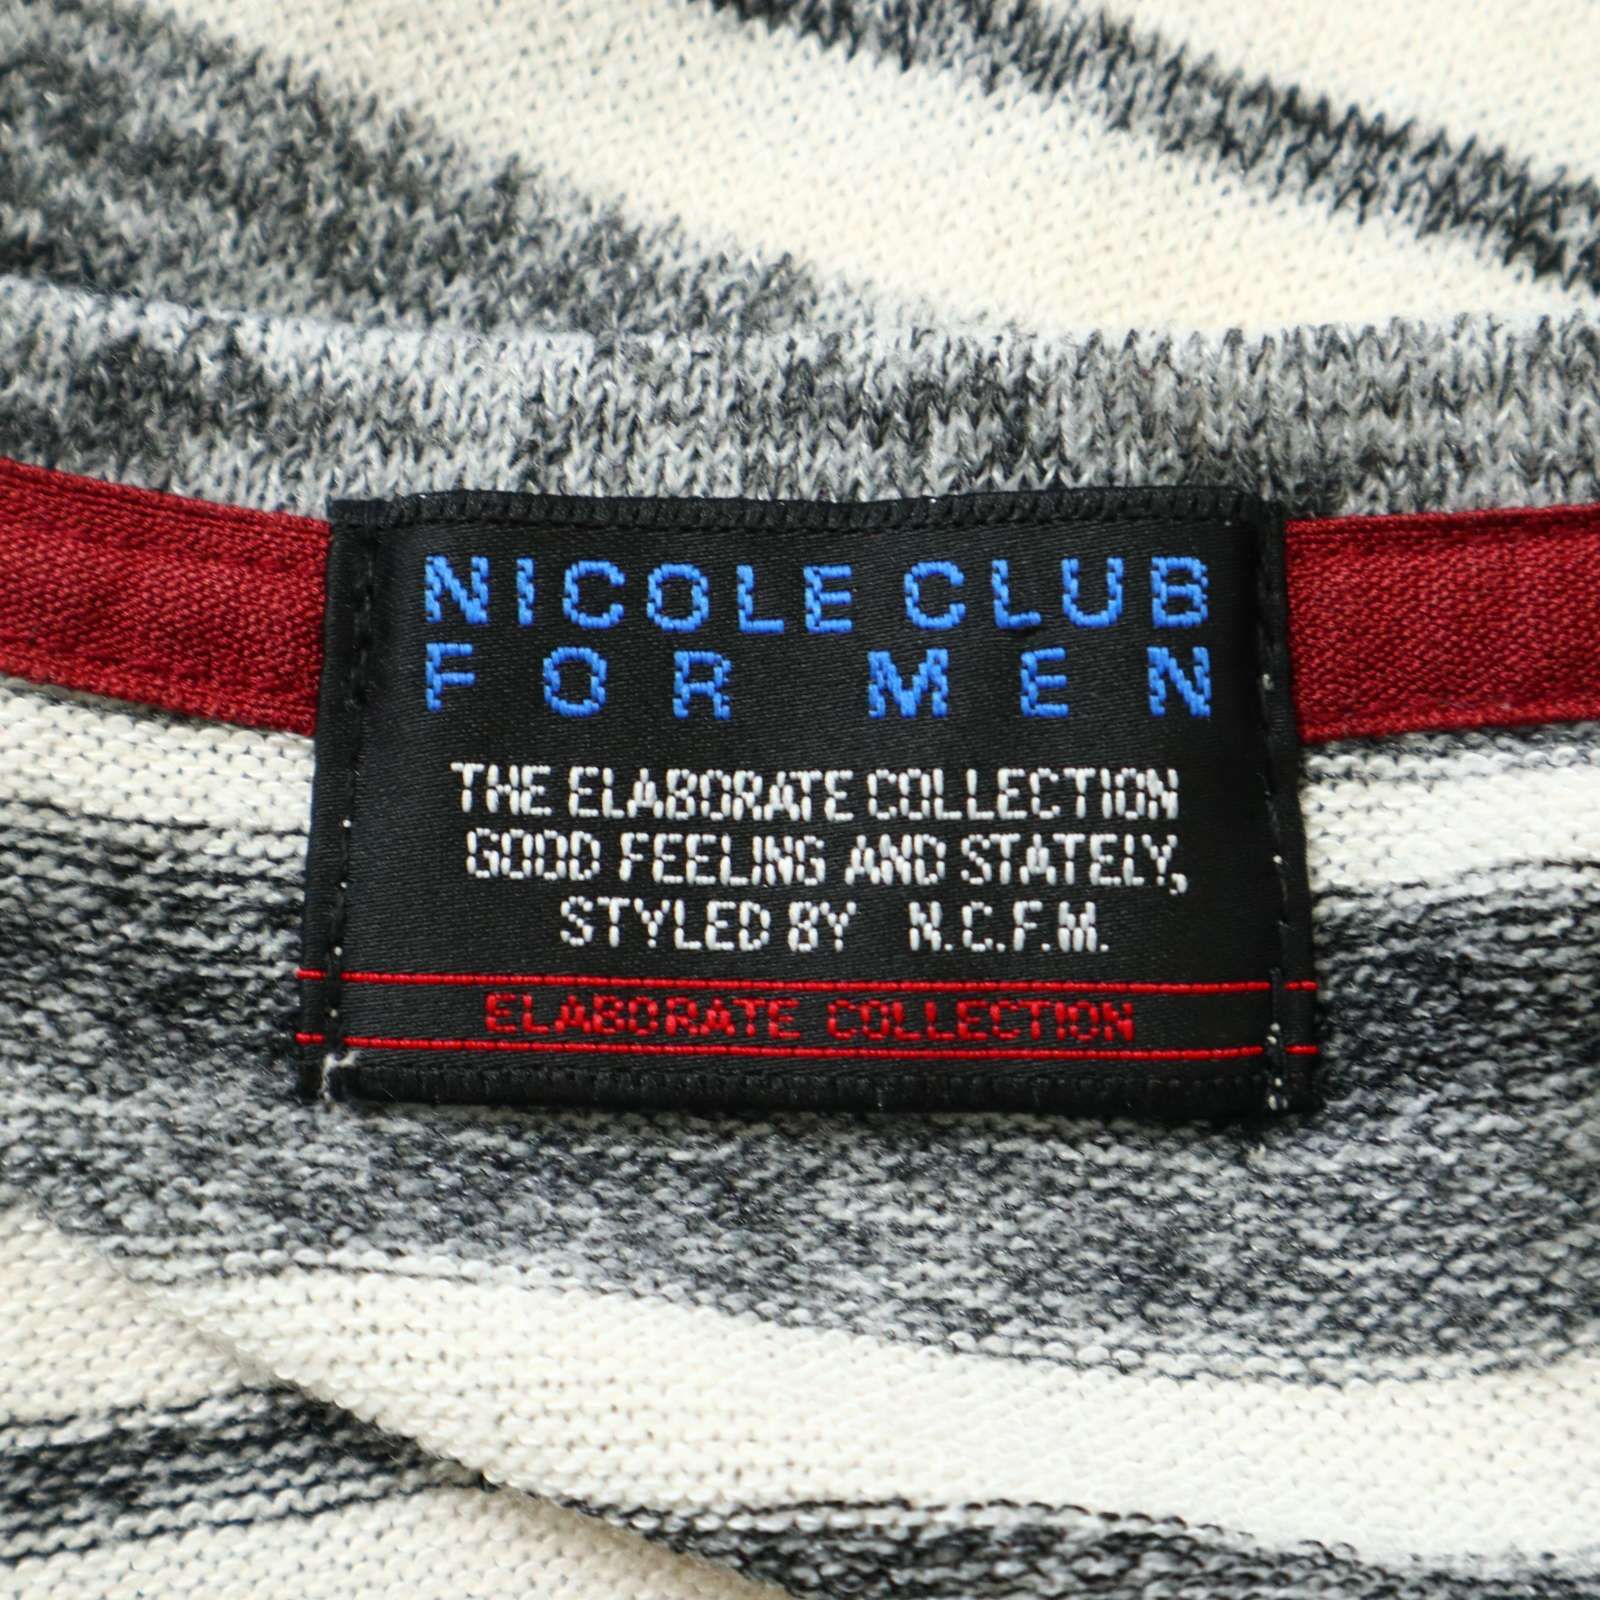 NICOLE CLUB
FOR MEN
THE ELABORATE COLLECTION
GOOD FEELING AND STATELY,
STYLED BY N.C.F.M.
ELABORATE COLLECTION